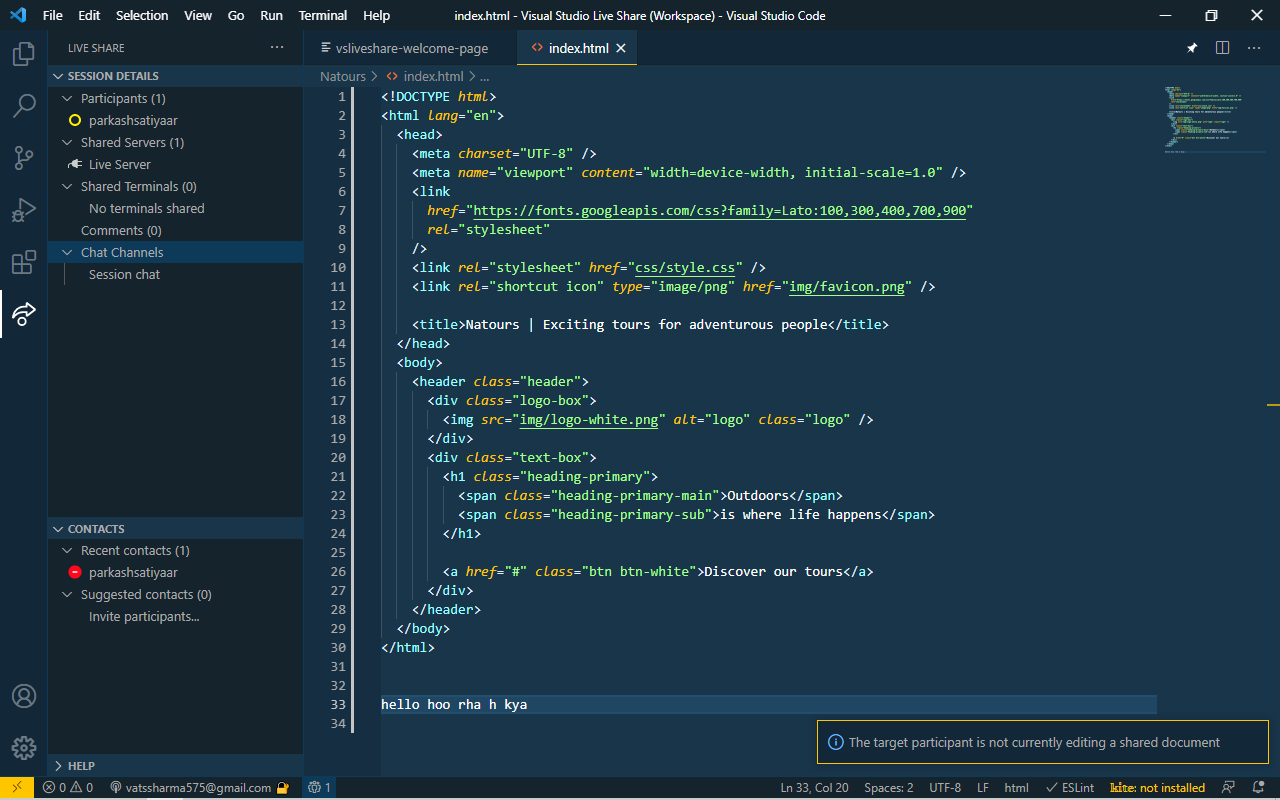 File Edit Selection View Go Run Terminal Help index.html - Visual Studio Live Share (Workspace) - Visual Studio Code
LIVE SHARE
SESSION DETAILS
Participants (1)
parkashsatiyaar
Shared Servers (1)
Live Server
Shared Terminals (0)
No terminals shared
Comments (0)
Chat Channels
Session chat
CONTACTS
Recent contacts (1)
parkashsatiyaar
Suggested contacts (0)
Invite participants...
HELP
vsliveshare-welcome-page
<> index.html
Natours > <> index.html > ...
1 <!DOCTYPE html>
2 <html lang="en">
3 <head>
4 <meta charset="UTF-8" />
5 <meta name="viewport" content="width=device-width, initial-scale=1.0" />
6 <link
7 href="https://fonts.googleapis.com/css?family=Lato:100,300,400,700,900"
8 rel="stylesheet"
9 />
10 <link rel="stylesheet" href="css/style.css" />
11 <link rel="shortcut icon" type="image/png" href="img/favicon.png" />
12
13 <title>Natours | Exciting tours for adventurous people</title>
14 </head>
15 <body>
16 <header class="header">
17 <div class="logo-box">
18 <img src="img/logo-white.png" alt="logo" class="logo" />
19 </div>
20 <div class="text-box">
21 <h1 class="heading-primary">
22 <span class="heading-primary-main">Outdoors</span>
23 <span class="heading-primary-sub">is where life happens</span>
24 </h1>
25
26 <a href="#" class="btn btn-white">Discover our tours</a>
27 </div>
28 </header>
29 </body>
30 </html>
31
32
33 hello hoo rha h kya
34
The target participant is not currently editing a shared document
0 0 vatssharma575@gmail.com 1 Ln 33, Col 20 Spaces: 2 UTF-8 LF html ESLint kite: not installed